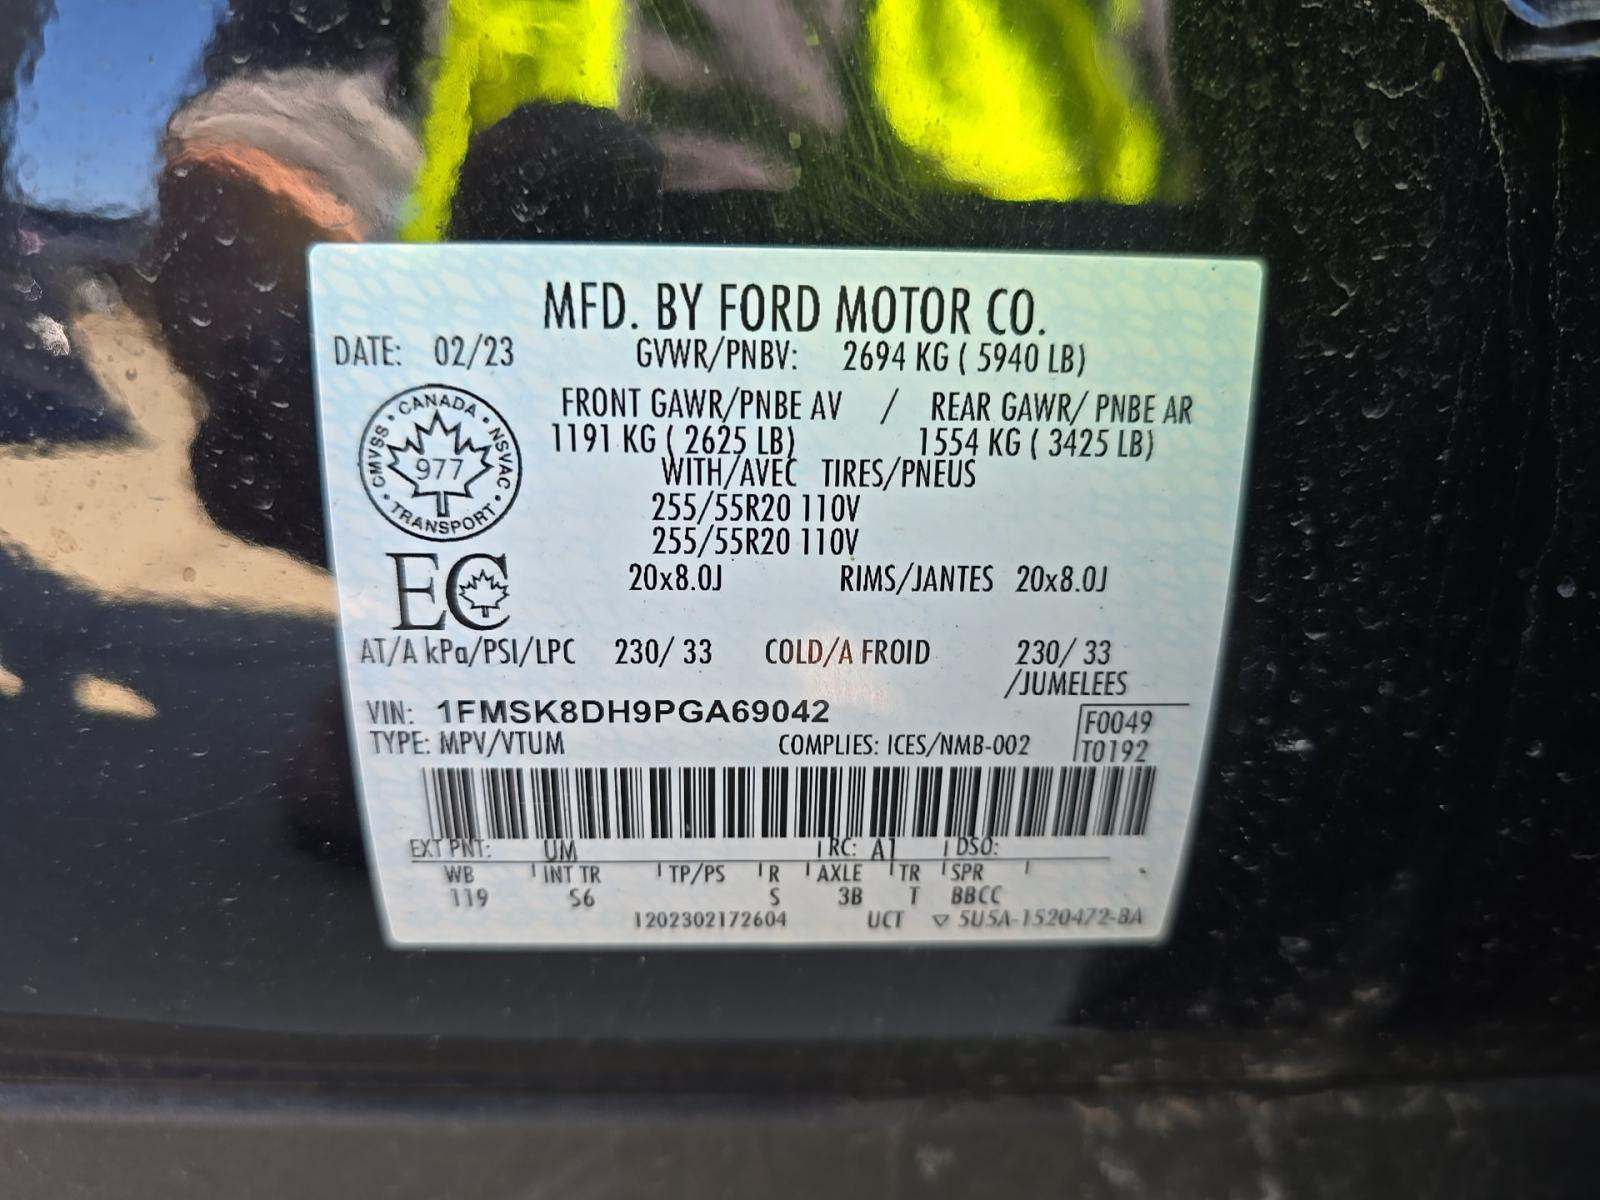 MFD. BY FORD MOTOR CO.
DATE: 02/23 GVWR/PNBV: 2694 KG ( 5940 LB)
FRONT GAWR/PNBE AV / REAR GAWR/ PNBE AR
1191 KG ( 2625 LB) 1554 KG ( 3425 LB)
WITH/AVEC TIRES/PNEUS
255/55R20 110V
255/55R20 110V
20x8.0J RIMS/JANTES 20x8.0J
CANADA
CMVSS NSVAC
977
TRANSPORT
EC
AT/A kPa/PSI/LPC 230/ 33 COLD/A FROID 230/ 33
/JUMELEES
VIN: 1FMSK8DH9PGA69042 F0049
TYPE: MPV/VTUM COMPLIES: ICES/NMB-002 T0192
EXT PNT: UM RC: A1 DSO:
WB INT TR TP/PS R AXLE TR SPR
119 S6 S 3B T BBCC
1202302172604 UCT ▽ 5U5A-1520472-BA